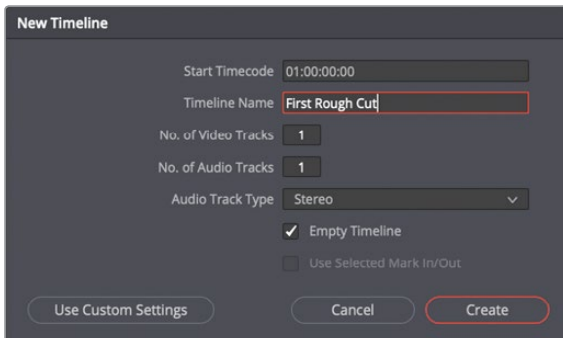 New Timeline
Start Timecode 01:00:00:00
Timeline Name First Rough Cut
No. of Video Tracks 1
No. of Audio Tracks 1
Audio Track Type Stereo
Empty Timeline
Use Selected Mark In/Out
Use Custom Settings Cancel Create